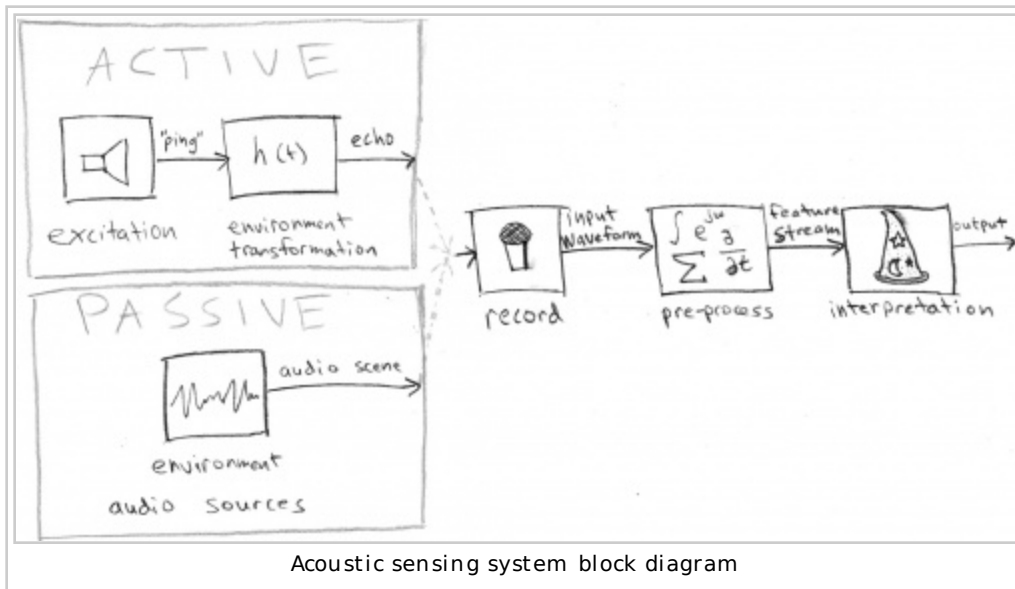 ACTIVE
"ping"
h(t)
echo
excitation
environment
transformation
PASSIVE
audio scene
environment
audio sources
record
input
waveform
∫ e^jω ∂
∑ ∂t
pre-process
feature
stream
interpretation
output
Acoustic sensing system block diagram